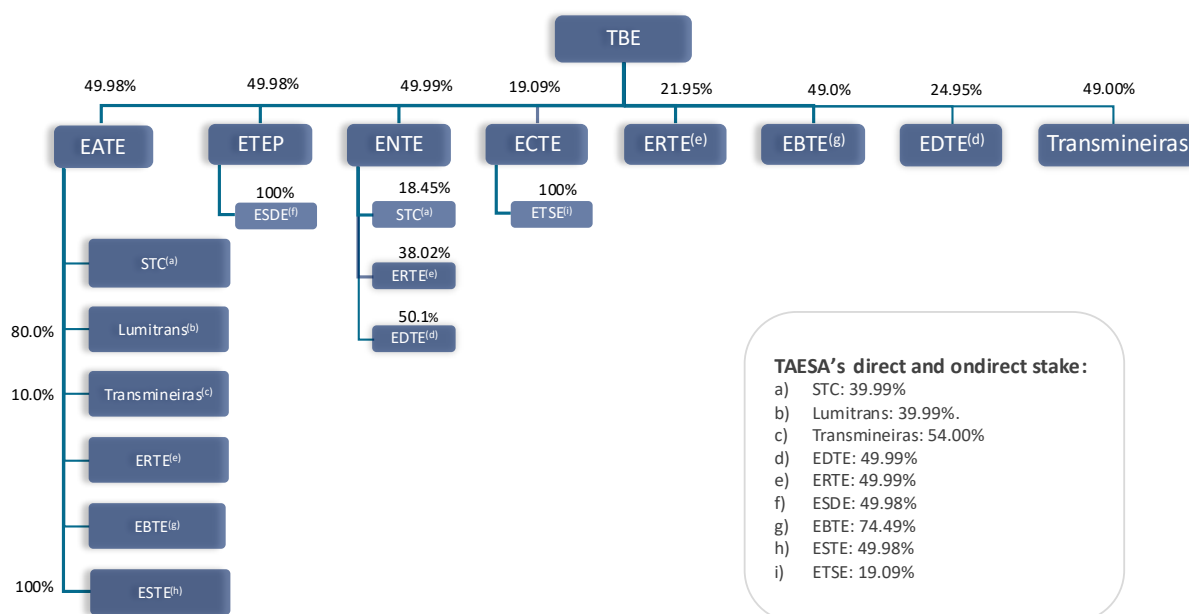 TBE
49.98%
49.98%
49.99%
19.09%
21.95%
49.0%
24.95%
49.00%
EATE
ETEP
ENTE
ECTE
ERTE(e)
EBTE(g)
EDTE(d)
Transmineiras
100%
18.45%
100%
ESDE(f)
STC(a)
ETSE(i)
STC(a)
38.02%
ERTE(e)
80.0%
Lumitrans(b)
50.1%
EDTE(d)
10.0%
Transmineiras(c)
ERTE(e)
EBTE(g)
100%
ESTE(h)
TAESA's direct and ondirect stake:
a) STC: 39.99%
b) Lumitrans: 39.99%.
c) Transmineiras: 54.00%
d) EDTE: 49.99%
e) ERTE: 49.99%
f) ESDE: 49.98%
g) EBTE: 74.49%
h) ESTE: 49.98%
i) ETSE: 19.09%